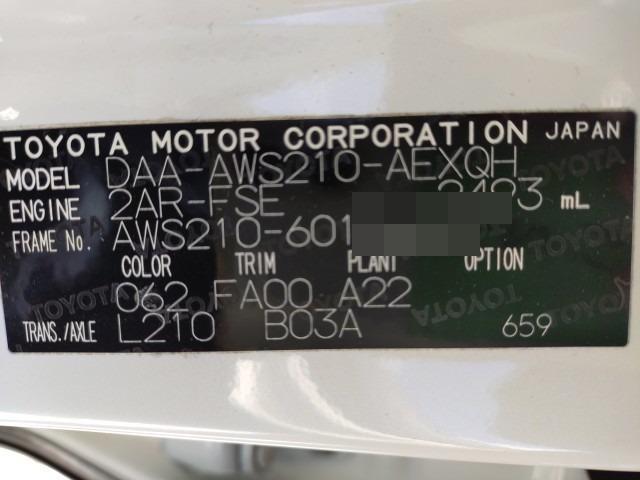 TOYOTA MOTOR CORPORATION JAPAN
MODEL DAA-AWS210-AEXQH
ENGINE 2AR-FSE 2493 mL
FRAME No. AWS210-601
COLOR TRIM PLANT OPTION
062 FA00 A22
TRANS./AXLE L210 B03A 659